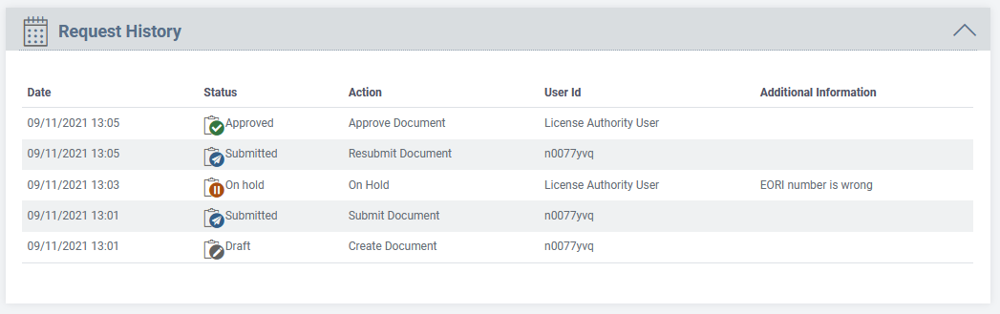 Request History
Date Status Action User Id Additional Information
09/11/2021 13:05 Approved Approve Document License Authority User
09/11/2021 13:05 Submitted Resubmit Document n0077yvq
09/11/2021 13:03 On hold On Hold License Authority User EORI number is wrong
09/11/2021 13:01 Submitted Submit Document n0077yvq
09/11/2021 13:01 Draft Create Document n0077yvq